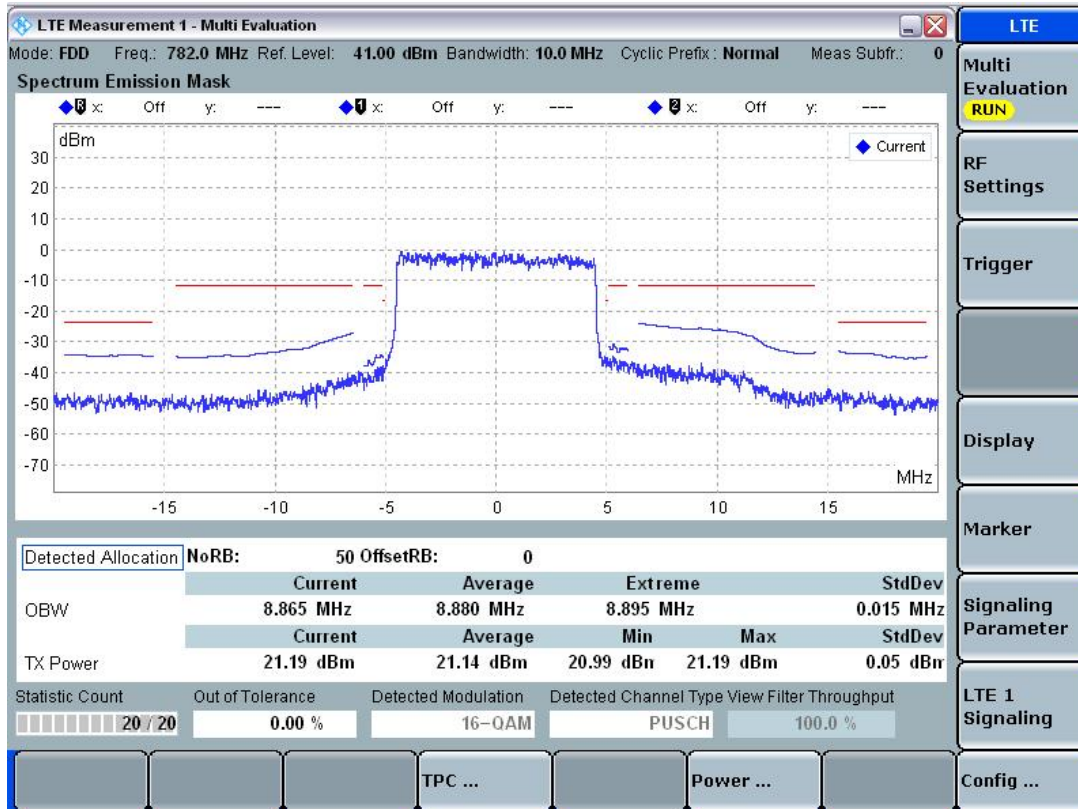 LTE Measurement 1 - Multi Evaluation
LTE
Mode: FDD Freq.: 782.0 MHz Ref. Level: 41.00 dBm Bandwidth: 10.0 MHz Cyclic Prefix: Normal Meas Subfr.: 0
Spectrum Emission Mask
R x: Off y: --- 1 x: Off y: --- 2 x: Off y: ---
dBm
Current
30
20
10
0
-10
-20
-30
-40
-50
-60
-70
MHz
-15 -10 -5 0 5 10 15
Detected Allocation NoRB: 50 OffsetRB: 0
Current Average Extreme StdDev
OBW 8.865 MHz 8.880 MHz 8.895 MHz 0.015 MHz
Current Average Min Max StdDev
TX Power 21.19 dBm 21.14 dBm 20.99 dBm 21.19 dBm 0.05 dBm
Statistic Count Out of Tolerance Detected Modulation Detected Channel Type View Filter Throughput
20 / 20 0.00 % 16-QAM PUSCH 100.0 %
Multi
Evaluation
RUN
RF
Settings
Trigger
Display
Marker
Signaling
Parameter
LTE 1
Signaling
TPC ... Power ... Config ...